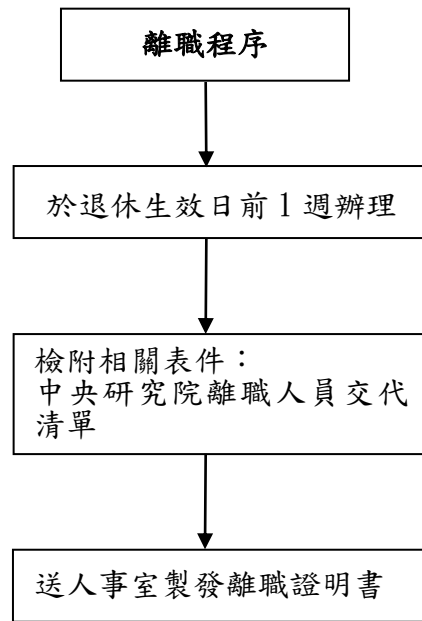 離職程序
於退休生效日前 1 週辦理
檢附相關表件：
中央研究院離職人員交代
清單
送人事室製發離職證明書